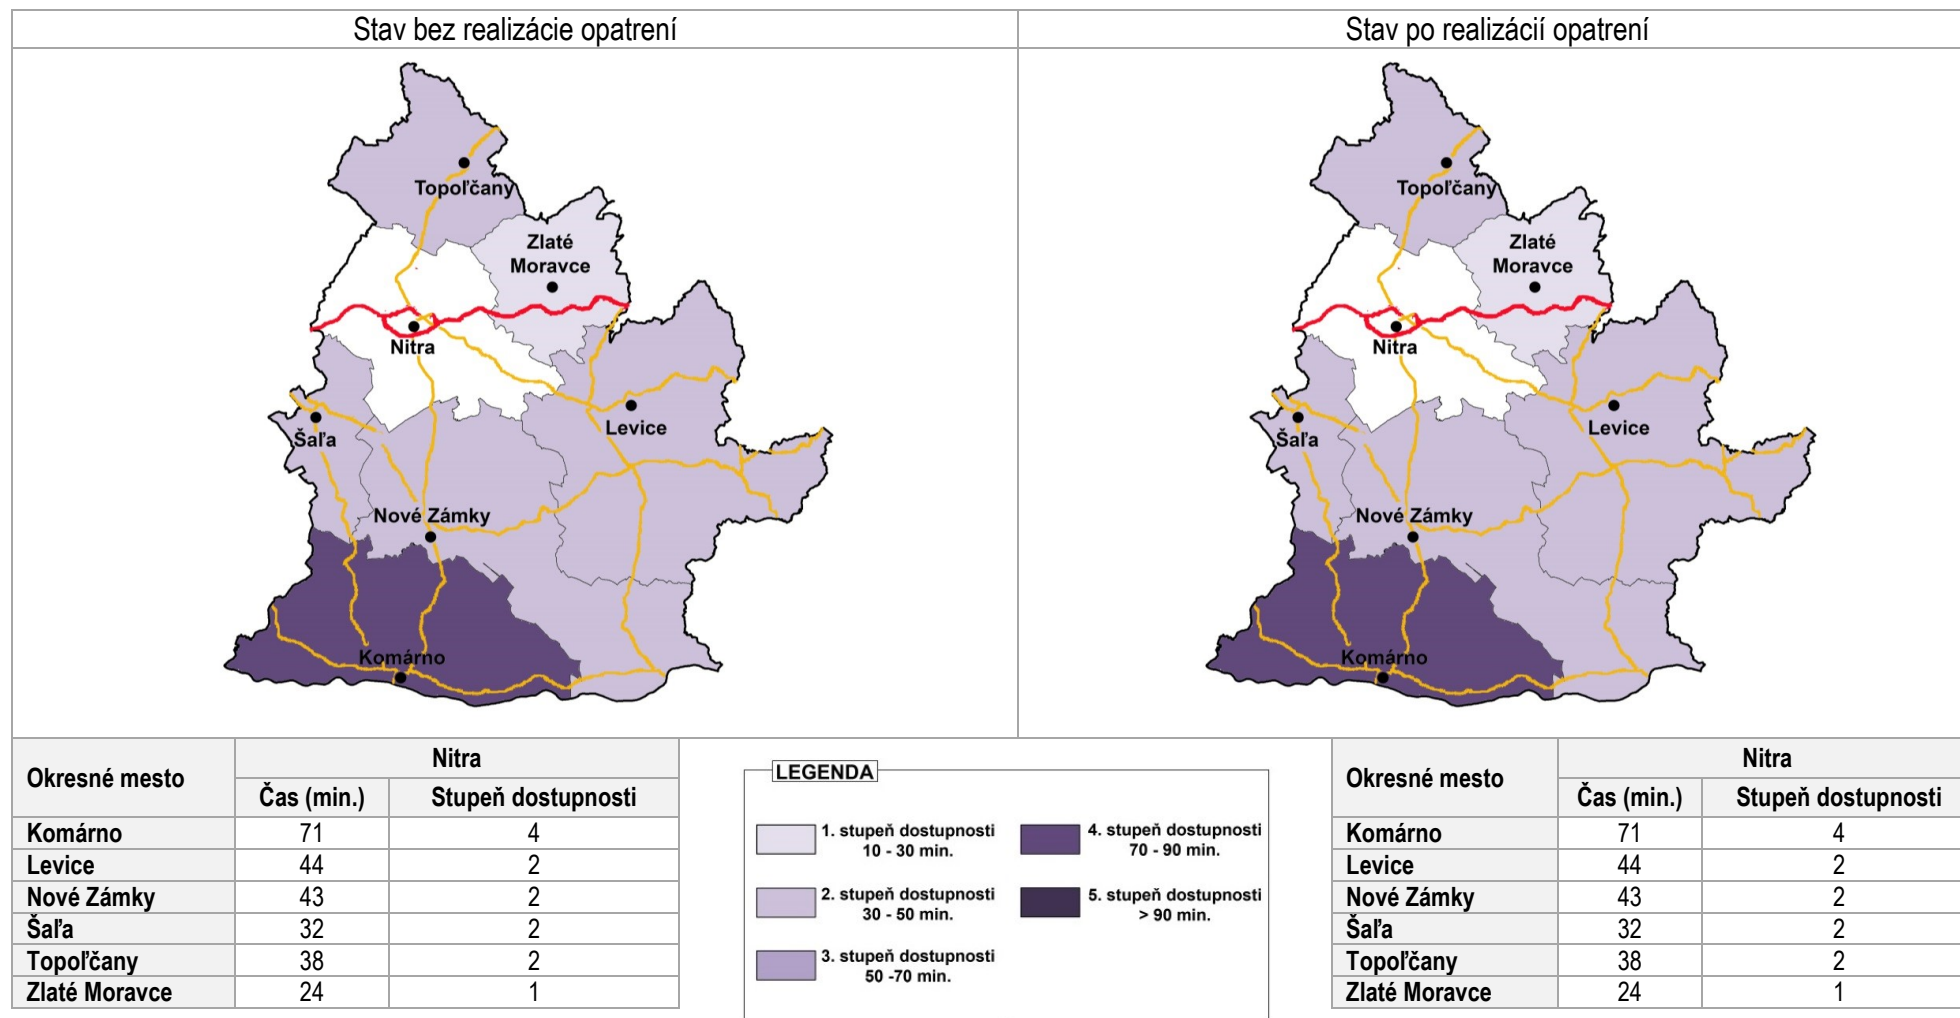 Stav bez realizácie opatrení
Stav po realizácií opatrení
Topoľčany
Zlaté
Moravce
Nitra
Levice
Šaľa
Nové Zámky
Komárno
Topoľčany
Zlaté
Moravce
Nitra
Levice
Šaľa
Nové Zámky
Komárno
Okresné mesto Nitra
Čas (min.) Stupeň dostupnosti
Komárno 71 4
Levice 44 2
Nové Zámky 43 2
Šaľa 32 2
Topoľčany 38 2
Zlaté Moravce 24 1
LEGENDA
1. stupeň dostupnosti
10 - 30 min.
2. stupeň dostupnosti
30 - 50 min.
3. stupeň dostupnosti
50 -70 min.
4. stupeň dostupnosti
70 - 90 min.
5. stupeň dostupnosti
> 90 min.
Okresné mesto Nitra
Čas (min.) Stupeň dostupnosti
Komárno 71 4
Levice 44 2
Nové Zámky 43 2
Šaľa 32 2
Topoľčany 38 2
Zlaté Moravce 24 1